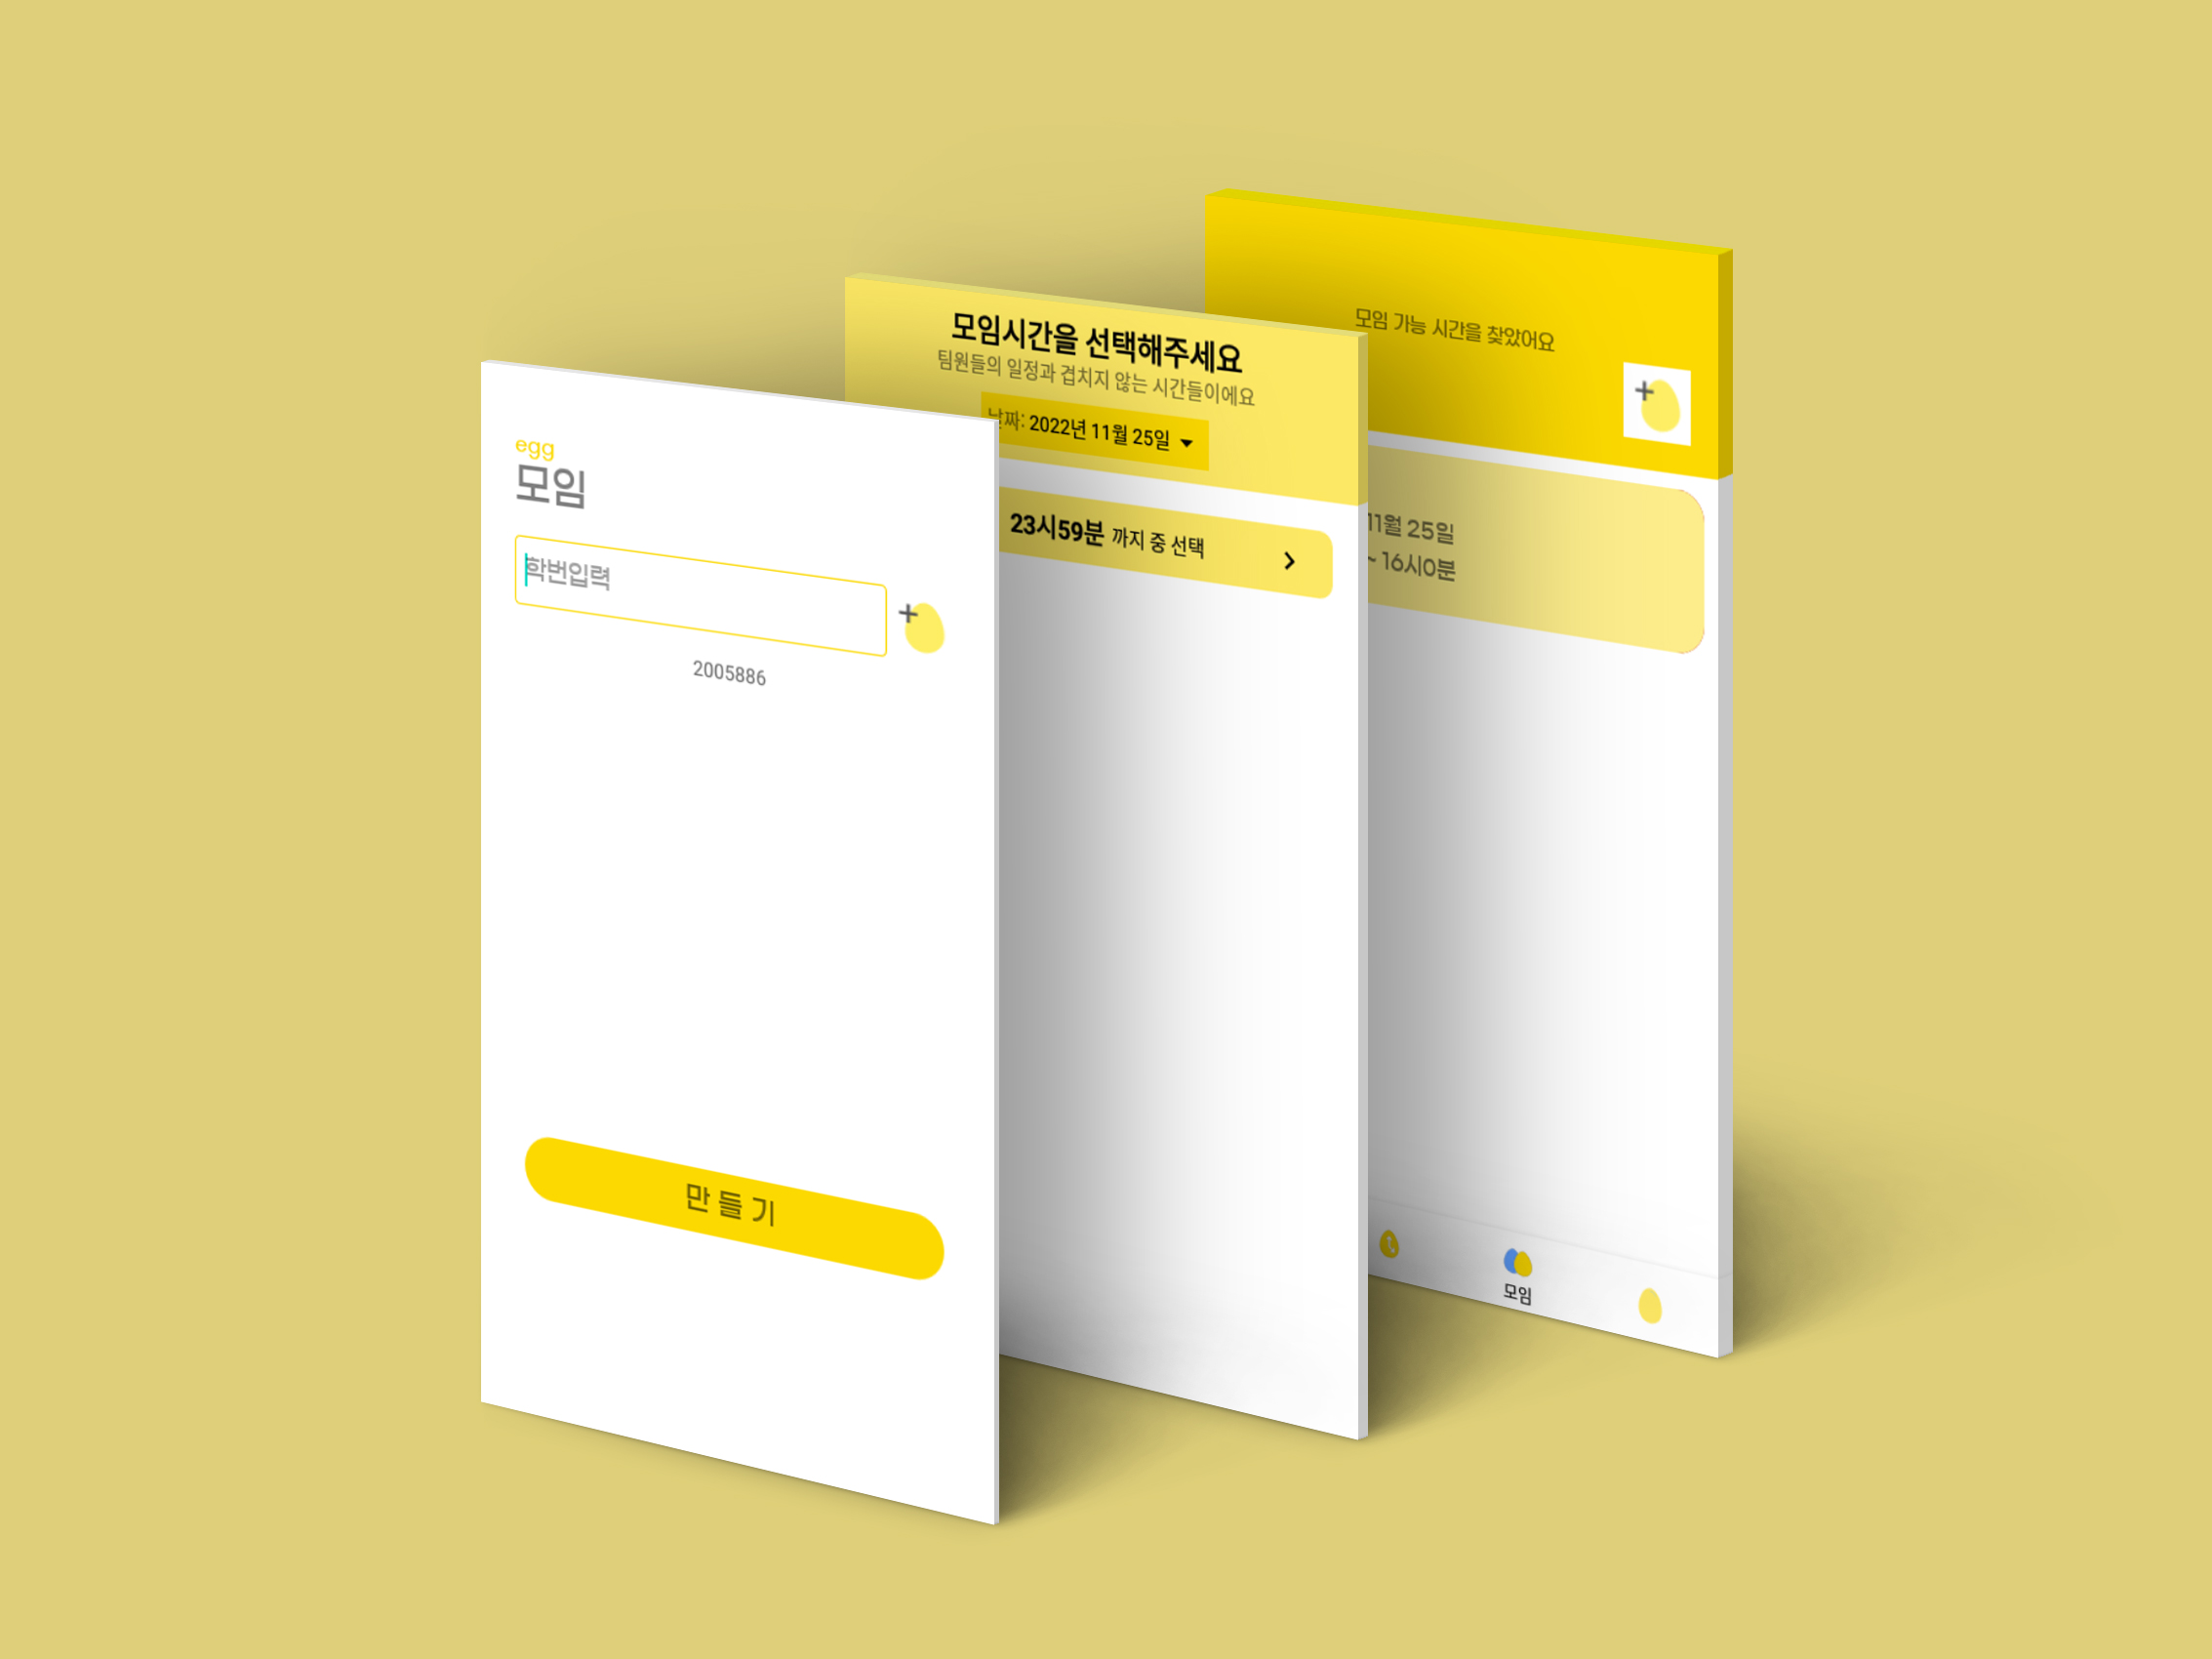 egg
모임
학번입력
2005886
만들기
모임시간을 선택해주세요
팀원들의 일정과 겹치지 않는 시간들이에요
날짜: 2022년 11월 25일
23시59분 까지 중 선택
모임 가능 시간을 찾았어요
11월 25일
~ 16시0분
모임